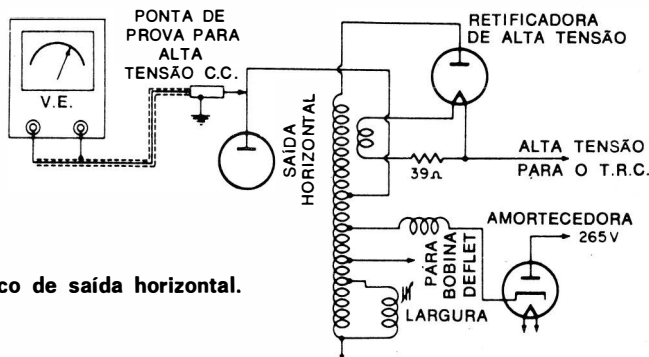 PONTA DE
PROVA PARA
ALTA
TENSÃO C.C.
V.E.
SAÍDA
HORIZONTAL
RETIFICADORA
DE ALTA TENSÃO
39Ω
ALTA TENSÃO
PARA O T.R.C.
AMORTECEDORA
265V
PARA
BOBINA
DEFLET
LARGURA
co de saída horizontal.